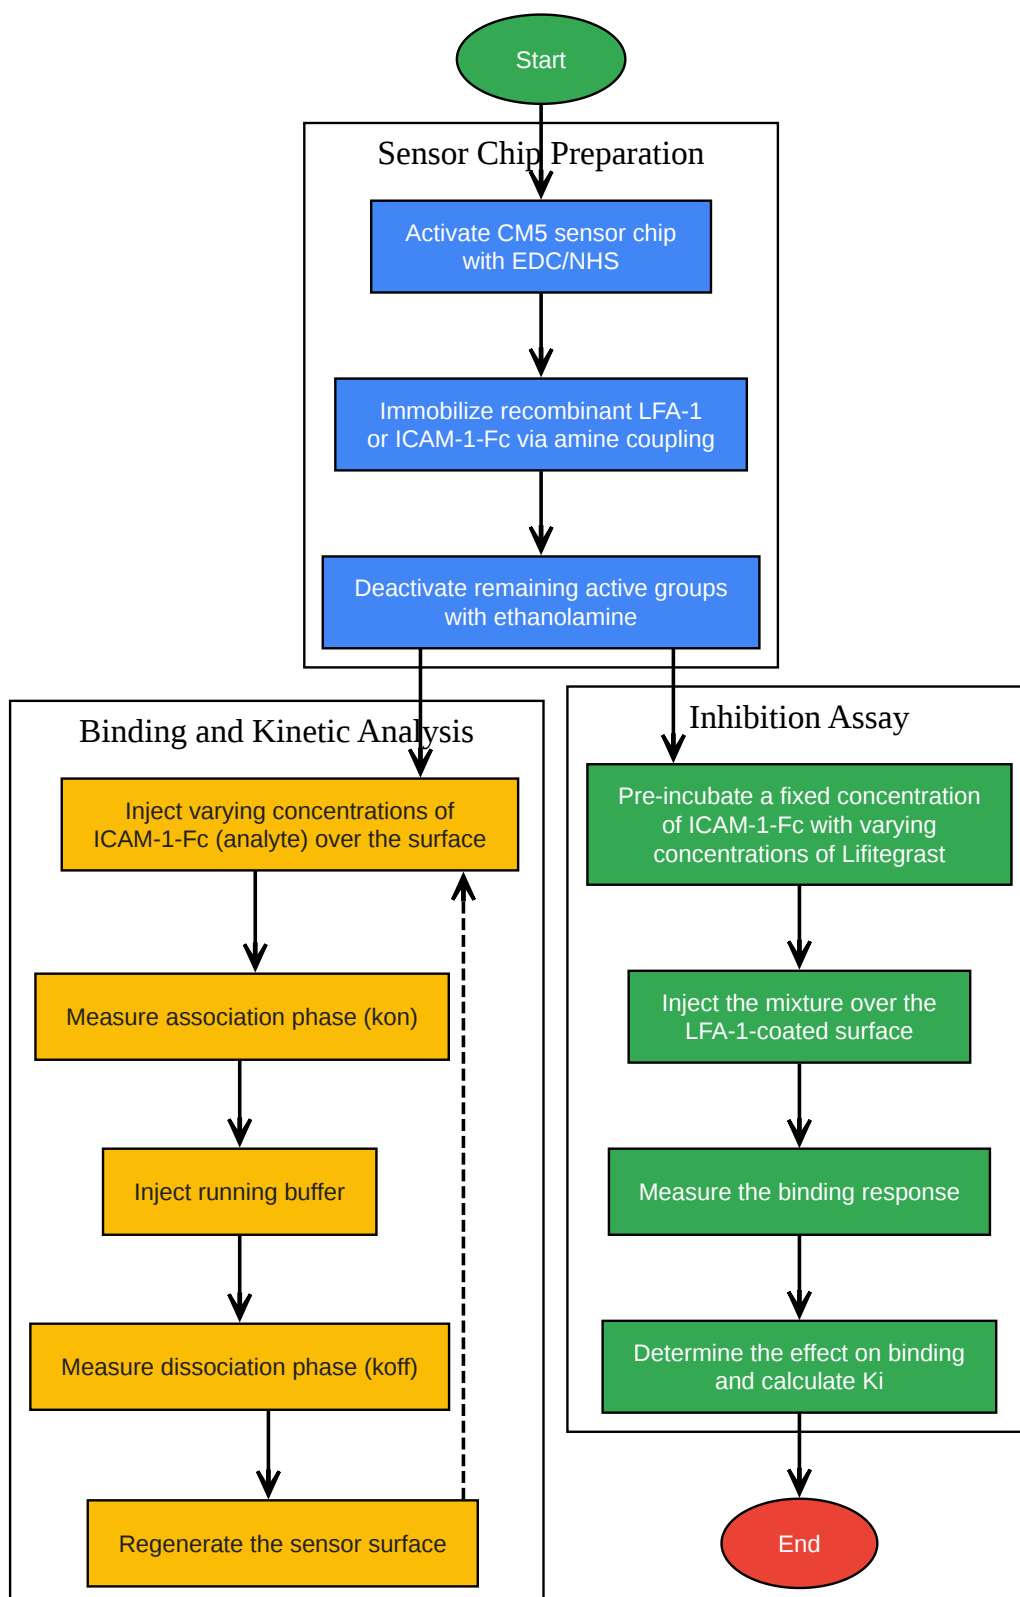 Start
Sensor Chip Preparation
Activate CM5 sensor chip
with EDC/NHS
Immobilize recombinant LFA-1
or ICAM-1-Fc via amine coupling
Deactivate remaining active groups
with ethanolamine
Binding and Kinetic Analysis
Inject varying concentrations of
ICAM-1-Fc (analyte) over the surface
Measure association phase (kon)
Inject running buffer
Measure dissociation phase (koff)
Regenerate the sensor surface
Inhibition Assay
Pre-incubate a fixed concentration
of ICAM-1-Fc with varying
concentrations of Lifitegrast
Inject the mixture over the
LFA-1-coated surface
Measure the binding response
Determine the effect on binding
and calculate Ki
End